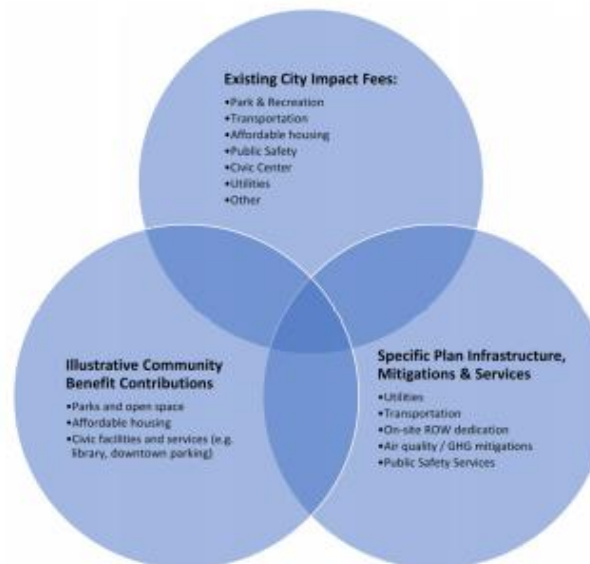 Existing City Impact Fees:
•Park & Recreation
•Transportation
•Affordable housing
•Public Safety
•Civic Center
•Utilities
•Other
Illustrative Community
Benefit Contributions
•Parks and open space
•Affordable housing
•Civic facilities and services (e.g.
library, downtown parking)
Specific Plan Infrastructure,
Mitigations & Services
•Utilities
•Transportation
•On-site ROW dedication
•Air quality / GHG mitigations
•Public Safety Services